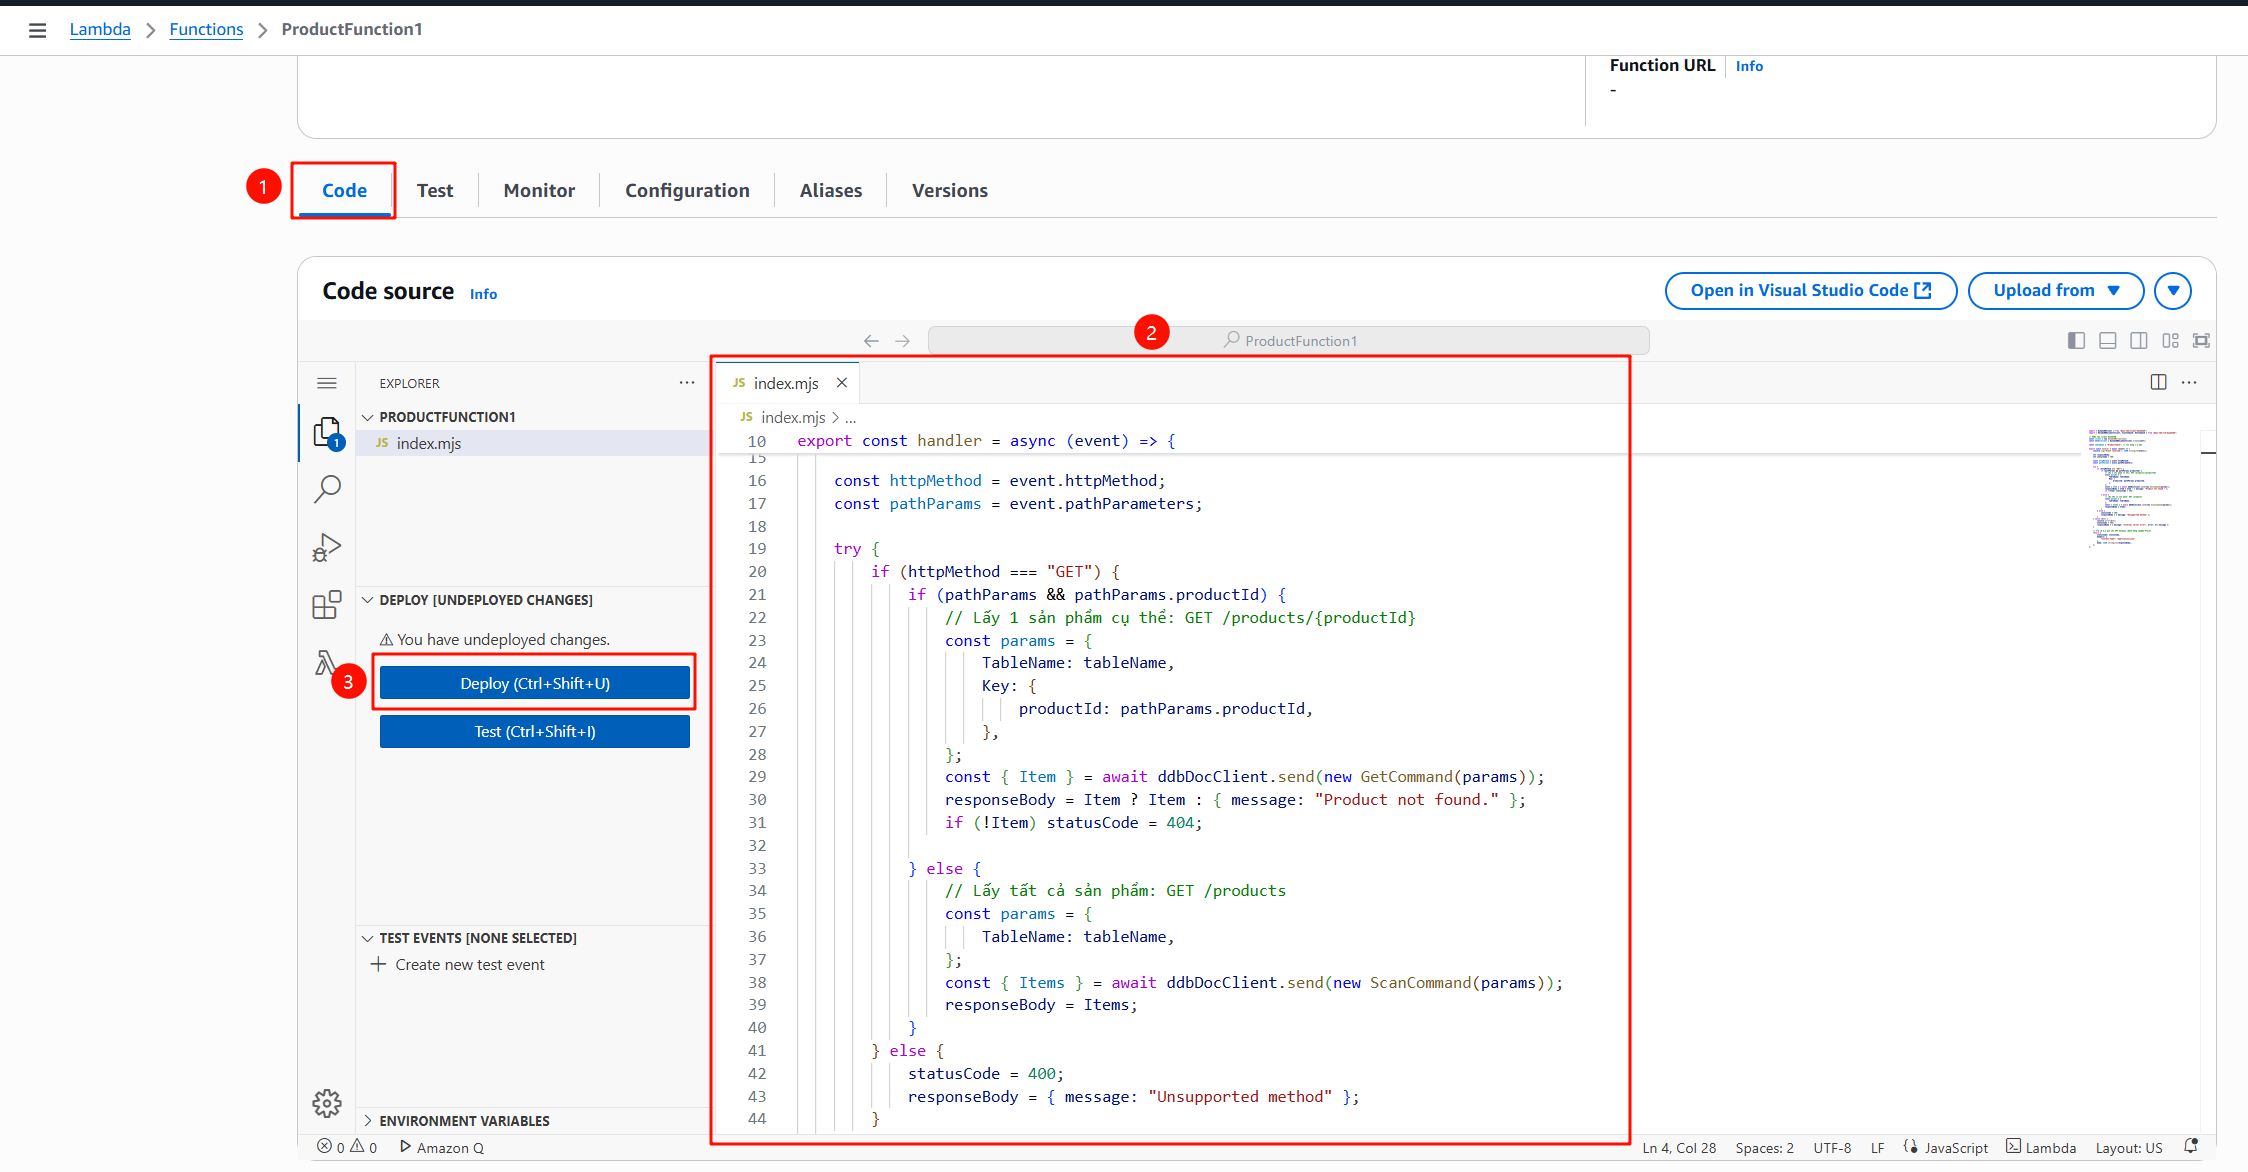 Lambda > Functions > ProductFunction1
Function URL Info
-
1
Code Test Monitor Configuration Aliases Versions
Code source Info
Open in Visual Studio Code Upload from
2
ProductFunction1
EXPLORER
PRODUCTFUNCTION1
JS index.mjs
1
DEPLOY [UNDEPLOYED CHANGES]
You have undeployed changes.
3
Deploy (Ctrl+Shift+U)
Test (Ctrl+Shift+I)
TEST EVENTS [NONE SELECTED]
Create new test event
ENVIRONMENT VARIABLES
JS index.mjs
JS index.mjs > ...
10 export const handler = async (event) => {
15
16 const httpMethod = event.httpMethod;
17 const pathParams = event.pathParameters;
18
19 try {
20 if (httpMethod === "GET") {
21 if (pathParams && pathParams.productId) {
22 // Lấy 1 sản phẩm cụ thể: GET /products/{productId}
23 const params = {
24 TableName: tableName,
25 Key: {
26 productId: pathParams.productId,
27 },
28 };
29 const { Item } = await ddbDocClient.send(new GetCommand(params));
30 responseBody = Item ? Item : { message: "Product not found." };
31 if (!Item) statusCode = 404;
32
33 } else {
34 // Lấy tất cả sản phẩm: GET /products
35 const params = {
36 TableName: tableName,
37 };
38 const { Items } = await ddbDocClient.send(new ScanCommand(params));
39 responseBody = Items;
40 }
41 } else {
42 statusCode = 400;
43 responseBody = { message: "Unsupported method" };
44 }
0 0 Amazon Q
Ln 4, Col 28 Spaces: 2 UTF-8 LF JavaScript Lambda Layout: US